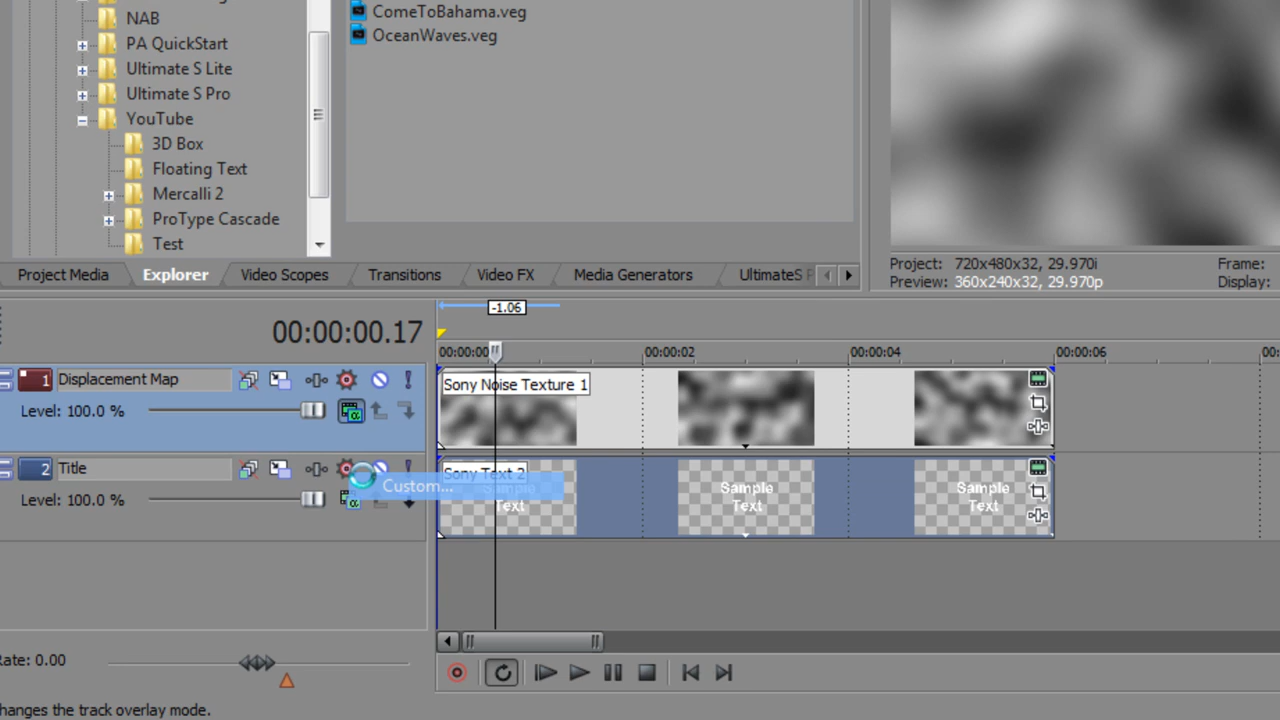 NAB
PA QuickStart
Ultimate S Lite
Ultimate S Pro
YouTube
3D Box
Floating Text
Mercalli 2
ProType Cascade
Test
ComeToBahama.veg
OceanWaves.veg
Project Media
Explorer
Video Scopes
Transitions
Video FX
Media Generators
UltimateS
Project: 720x480x32, 29.970i
Preview: 360x240x32, 29.970p
Frame:
Display:
00:00:00.17
-1.06
00:00:00
00:00:02
00:00:04
00:00:06
00:
1 Displacement Map
Level: 100.0 %
Sony Noise Texture 1
2 Title
Level: 100.0 %
Custom...
Sony Text 2
Sample
Text
Sample
Text
Sample
Text
Rate: 0.00
hanges the track overlay mode.